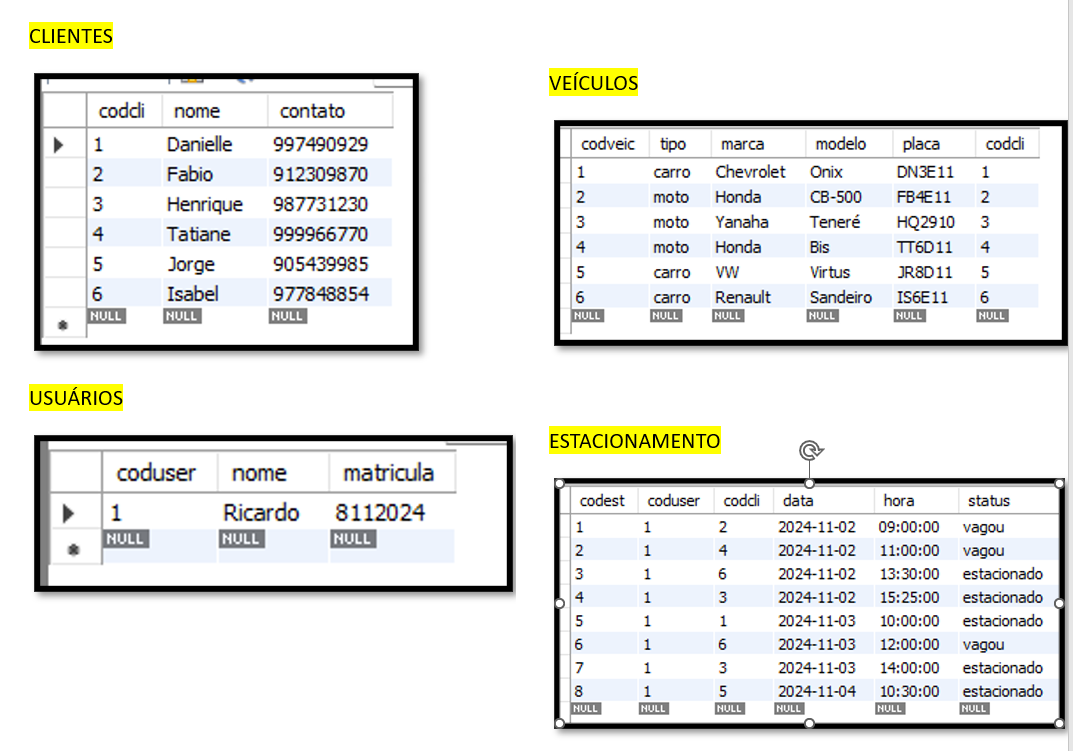 CLIENTES
codcli nome contato
1 Danielle 997490929
2 Fabio 912309870
3 Henrique 987731230
4 Tatiane 999966770
5 Jorge 905439985
6 Isabel 977848854
NULL NULL NULL
VEÍCULOS
codveic tipo marca modelo placa codcli
1 carro Chevrolet Onix DN3E11 1
2 moto Honda CB-500 FB4E11 2
3 moto Yanaha Teneré HQ2910 3
4 moto Honda Bis TT6D11 4
5 carro VW Virtus JR8D11 5
6 carro Renault Sandeiro IS6E11 6
NULL NULL NULL NULL NULL NULL
USUÁRIOS
coduser nome matricula
1 Ricardo 8112024
NULL NULL NULL
ESTACIONAMENTO
codest coduser codcli data hora status
1 1 2 2024-11-02 09:00:00 vagou
2 1 4 2024-11-02 11:00:00 vagou
3 1 6 2024-11-02 13:30:00 estacionado
4 1 3 2024-11-02 15:25:00 estacionado
5 1 1 2024-11-03 10:00:00 estacionado
6 1 6 2024-11-03 12:00:00 vagou
7 1 3 2024-11-03 14:00:00 estacionado
8 1 5 2024-11-04 10:30:00 estacionado
NULL NULL NULL NULL NULL NULL